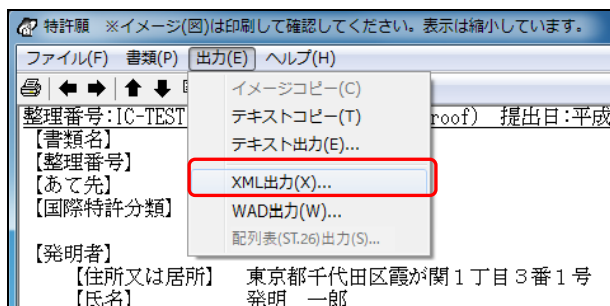 特許願 ※イメージ(図)は印刷して確認してください。表示は縮小しています。
ファイル(F) 書類(P) 出力(E) ヘルプ(H)
イメージコピー(C)
テキストコピー(T)
テキスト出力(E)...
XML出力(X)...
WAD出力(W)...
配列表(ST.26)出力(S)...
整理番号:IC-TEST roof) 提出日:平成
【書類名】
【整理番号】
【あて先】
【国際特許分類】
【発明者】
【住所又は居所】 東京都千代田区霞が関1丁目3番1号
【氏名】 発明 一郎